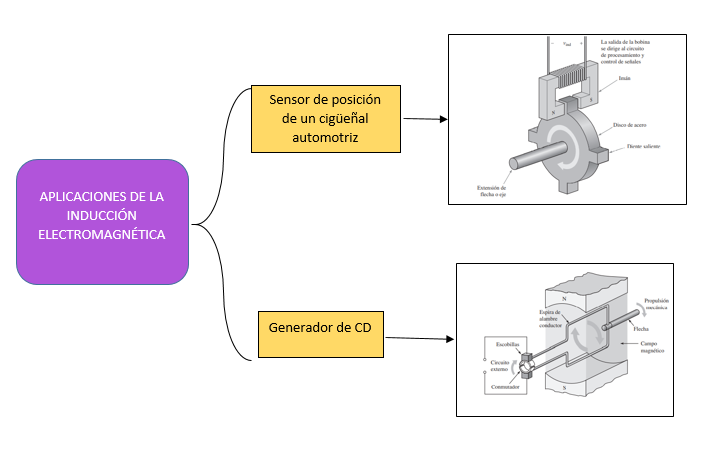 APLICACIONES DE LA
INDUCCIÓN
ELECTROMAGNÉTICA
Sensor de posición
de un cigüeñal
automotriz
La salida de la bobina
se dirige al circuito
de procesamiento y
control de señales
Imán
N
S
Disco de acero
Diente saliente
Extensión de
flecha o eje
Generador de CD
N
Propulsión
mecánica
Espira de
alambre
conductor
Flecha
Escobillas
Campo
magnético
Circuito
externo
Conmutador
S